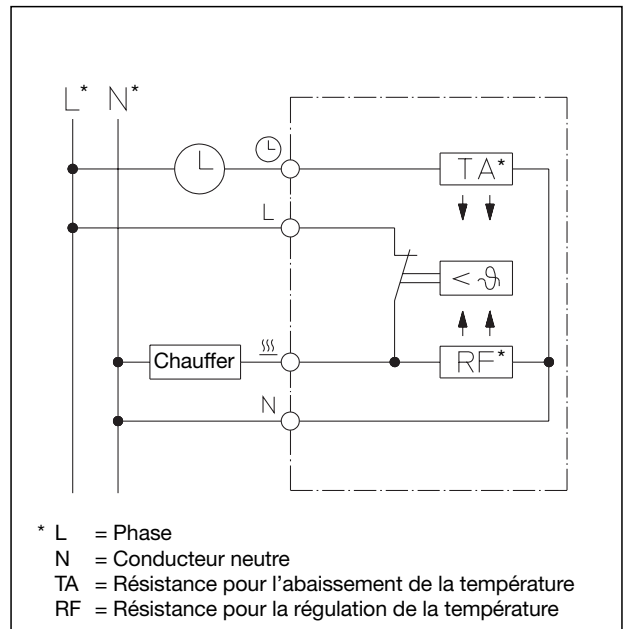 L* N*
TA*
L
< ϑ
Chauffer
RF*
N
* L = Phase
N = Conducteur neutre
TA = Résistance pour l'abaissement de la température
RF = Résistance pour la régulation de la température